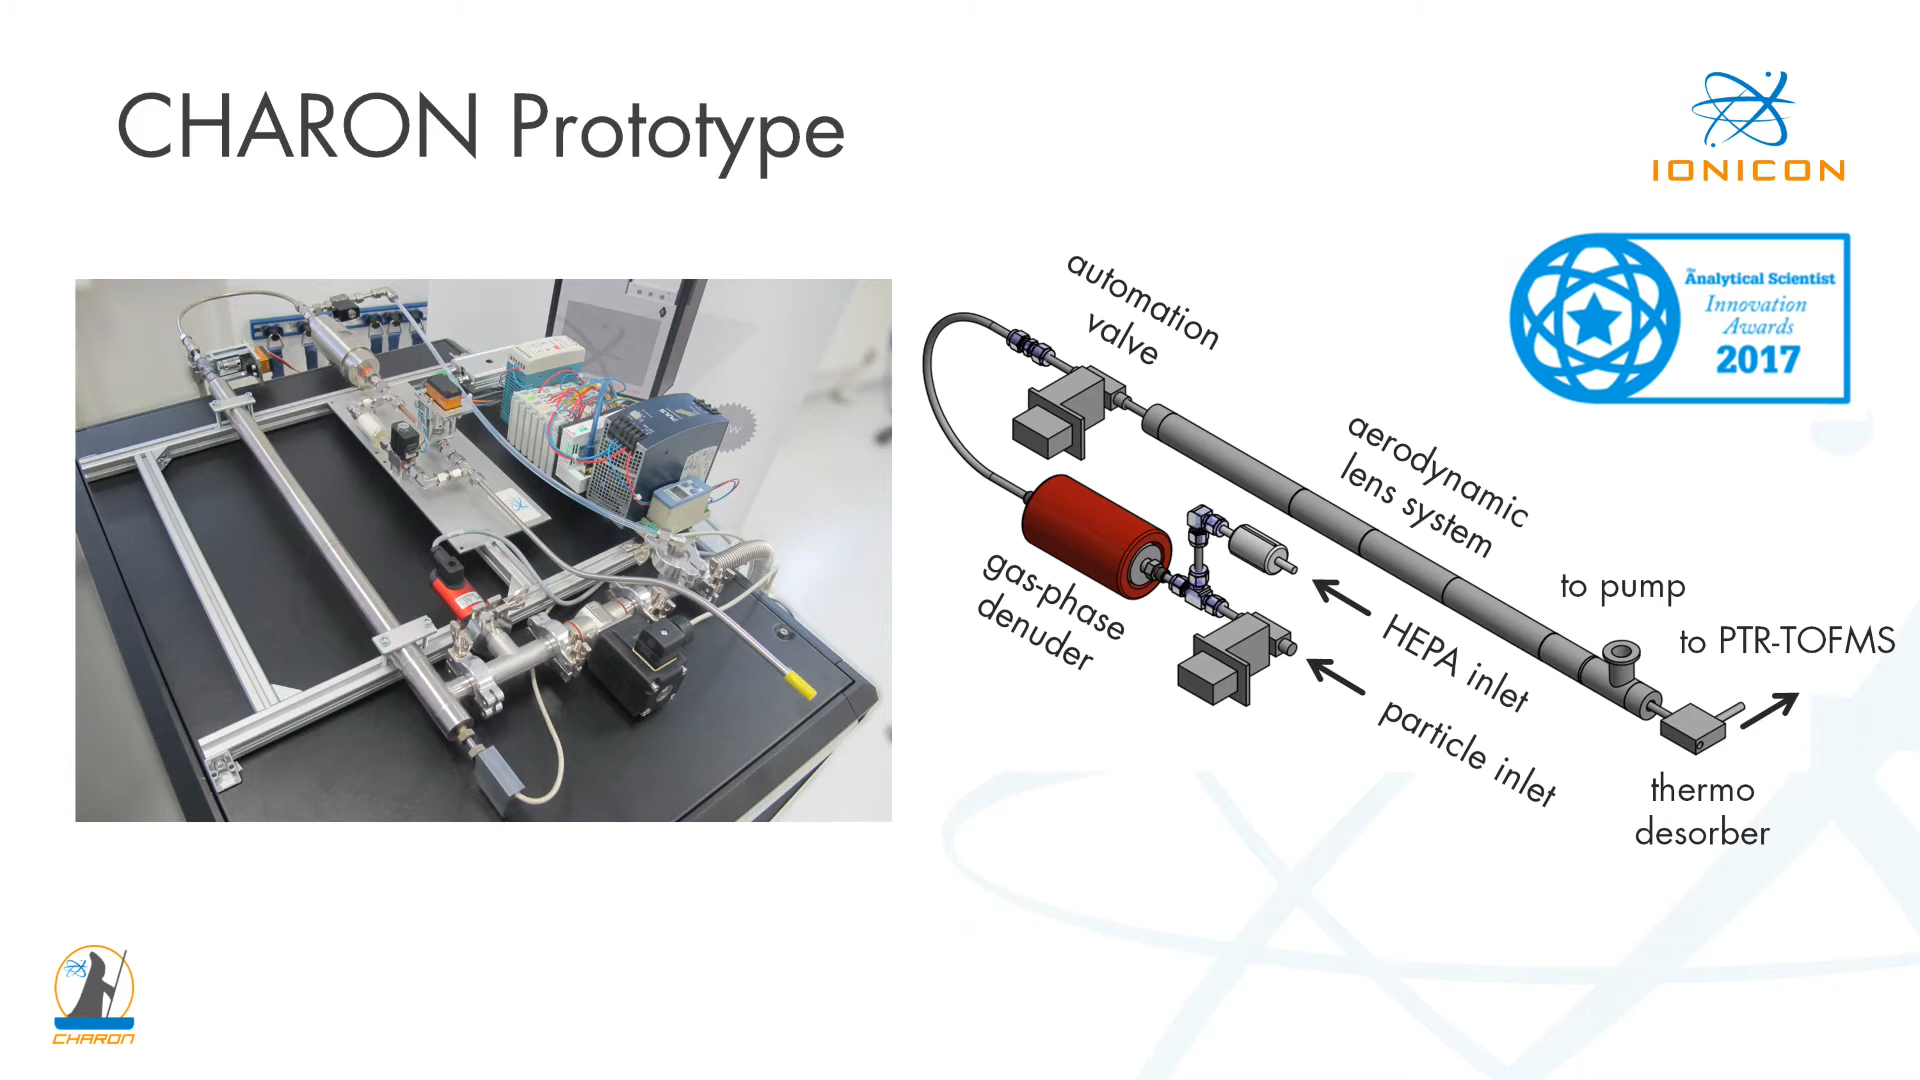 CHARON Prototype
IONICON
the Analytical Scientist
Innovation
Awards
2017
automation
valve
aerodynamic
lens system
gas-phase
denuder
to pump
to PTR-TOFMS
HEPA inlet
particle inlet
thermo
desorber
CHARON